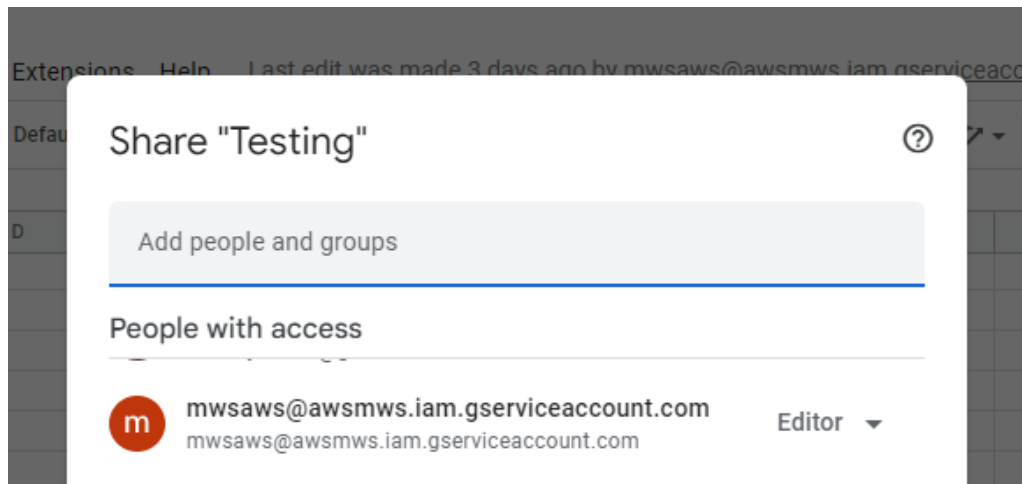 Extensions Help Last edit was made 3 days ago by mwsaws@awsmws.iam.gserviceacc
Defau
Share "Testing"
D
Add people and groups
People with access
m
mwsaws@awsmws.iam.gserviceaccount.com
Editor
mwsaws@awsmws.iam.gserviceaccount.com